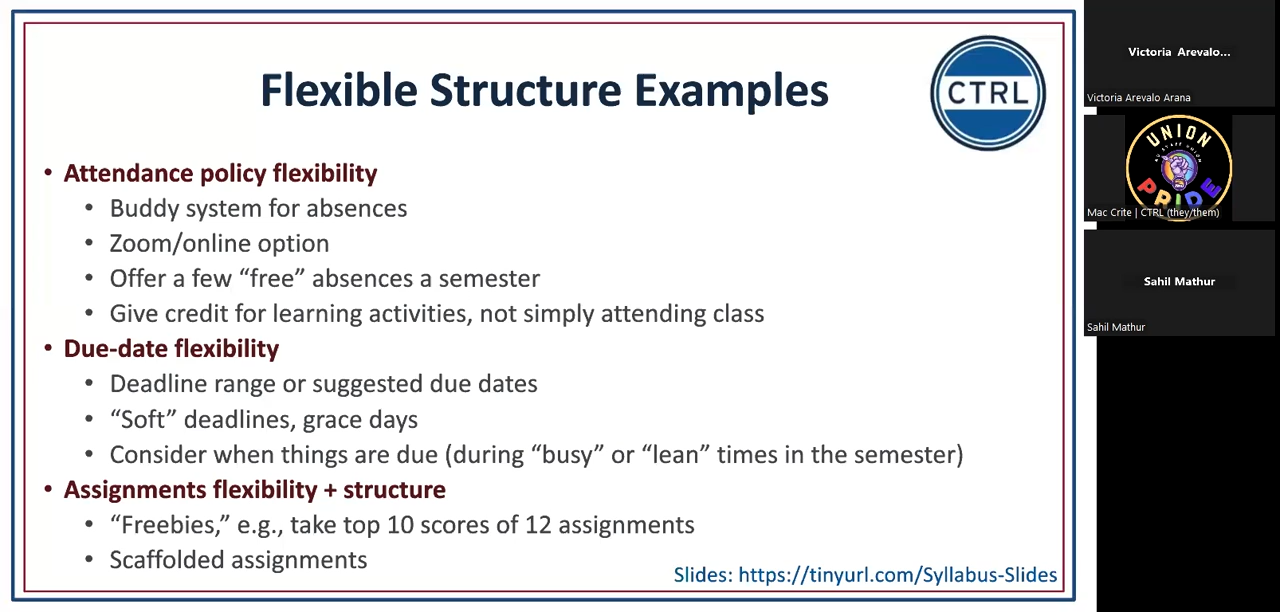 Flexible Structure Examples
CTRL
• Attendance policy flexibility
• Buddy system for absences
• Zoom/online option
• Offer a few “free” absences a semester
• Give credit for learning activities, not simply attending class
• Due-date flexibility
• Deadline range or suggested due dates
• “Soft” deadlines, grace days
• Consider when things are due (during “busy” or “lean” times in the semester)
• Assignments flexibility + structure
• “Freebies,” e.g., take top 10 scores of 12 assignments
• Scaffolded assignments
Slides: https://tinyurl.com/Syllabus-Slides
Victoria Arevalo...
Victoria Arevalo Arana
UNION
PRIDE
Mac Crite | CTRL (they/them)
Sahil Mathur
Sahil Mathur